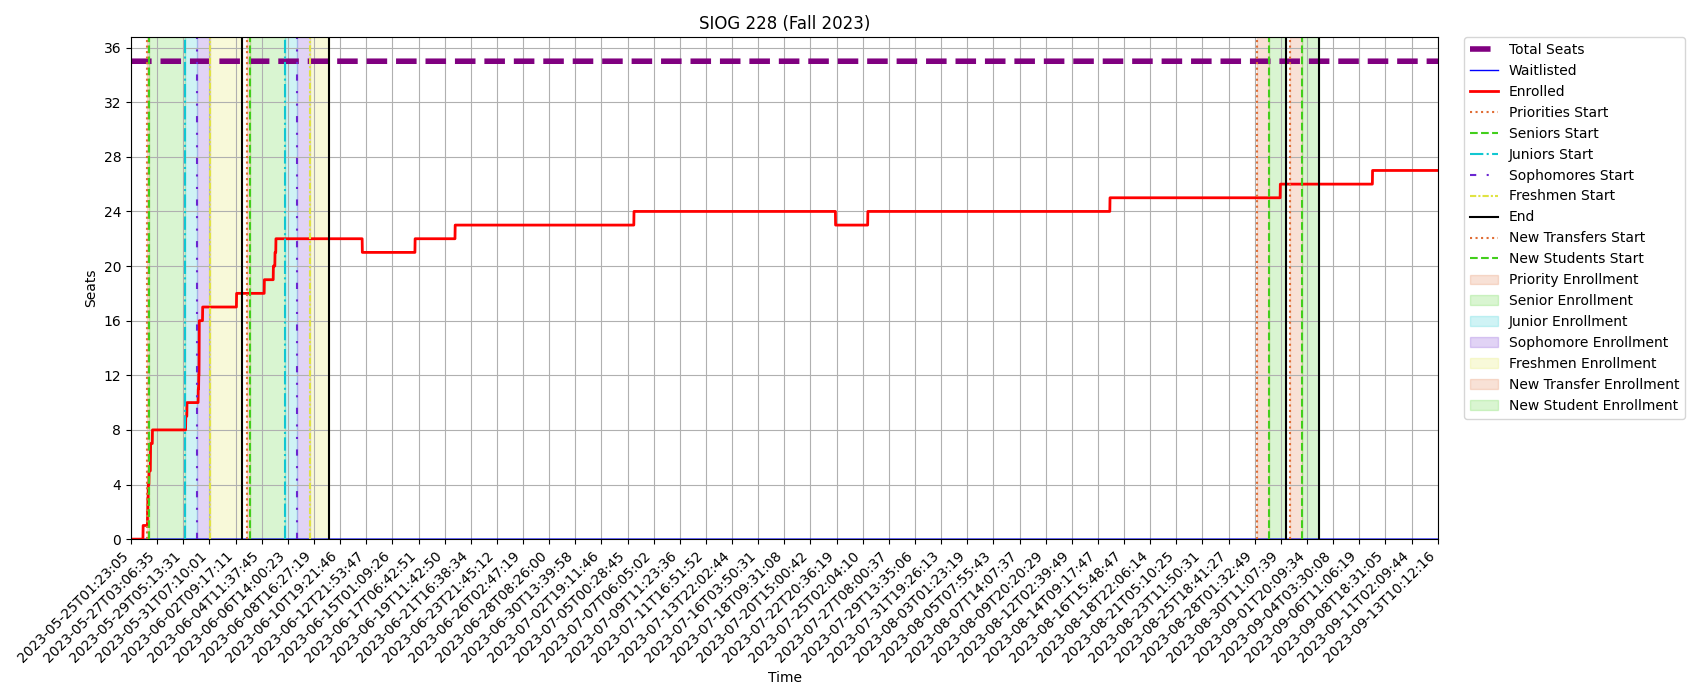 SIOG 228 (Fall 2023)
Seats
36
32
28
24
20
16
12
8
4
0
2023-05-25T01:23:05
2023-05-27T03:06:35
2023-05-29T05:13:31
2023-05-31T07:10:01
2023-06-02T09:17:11
2023-06-04T11:37:45
2023-06-06T14:00:23
2023-06-08T16:27:19
2023-06-10T19:21:46
2023-06-12T21:53:47
2023-06-15T01:09:26
2023-06-17T06:42:51
2023-06-19T11:42:50
2023-06-21T16:38:34
2023-06-23T21:45:12
2023-06-26T02:47:19
2023-06-28T08:26:00
2023-06-30T13:39:58
2023-07-02T19:11:46
2023-07-05T00:28:45
2023-07-07T06:05:02
2023-07-09T11:23:36
2023-07-11T16:51:52
2023-07-13T22:02:44
2023-07-16T03:50:31
2023-07-18T09:31:08
2023-07-20T15:00:42
2023-07-22T20:36:19
2023-07-25T02:04:10
2023-07-27T08:00:37
2023-07-29T13:35:06
2023-07-31T19:26:13
2023-08-03T01:23:19
2023-08-05T07:55:43
2023-08-07T14:07:37
2023-08-09T20:20:29
2023-08-12T02:39:49
2023-08-14T09:17:47
2023-08-16T15:48:47
2023-08-18T22:06:14
2023-08-21T05:10:25
2023-08-23T11:50:31
2023-08-25T18:41:27
2023-08-28T01:32:49
2023-08-30T11:07:39
2023-09-01T20:09:34
2023-09-04T03:30:08
2023-09-06T11:06:19
2023-09-08T18:31:05
2023-09-11T02:09:44
2023-09-13T10:12:16
Time
Total Seats
Waitlisted
Enrolled
Priorities Start
Seniors Start
Juniors Start
Sophomores Start
Freshmen Start
End
New Transfers Start
New Students Start
Priority Enrollment
Senior Enrollment
Junior Enrollment
Sophomore Enrollment
Freshmen Enrollment
New Transfer Enrollment
New Student Enrollment